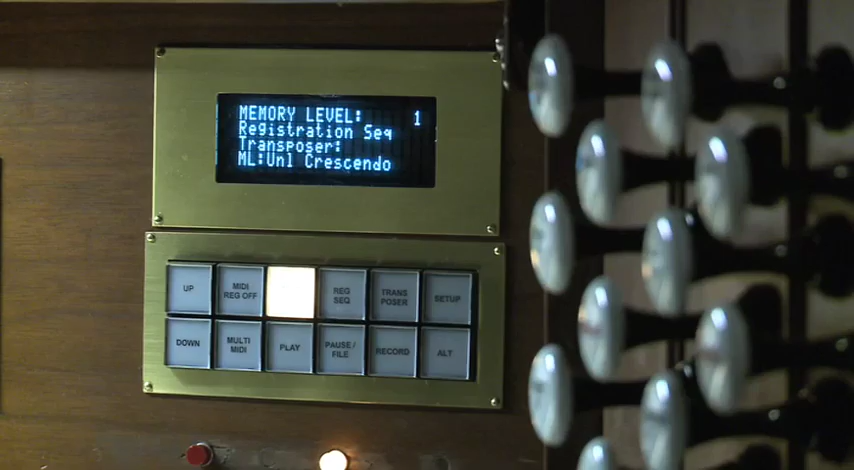 MEMORY LEVEL: 1
Registration Seq
Transposer:
ML:Unl Crescendo
UP
MIDI
REG OFF
REG
SEQ
TRANS
POSER
SETUP
DOWN
MULTI
MIDI
PLAY
PAUSE/
FILE
RECORD
ALT